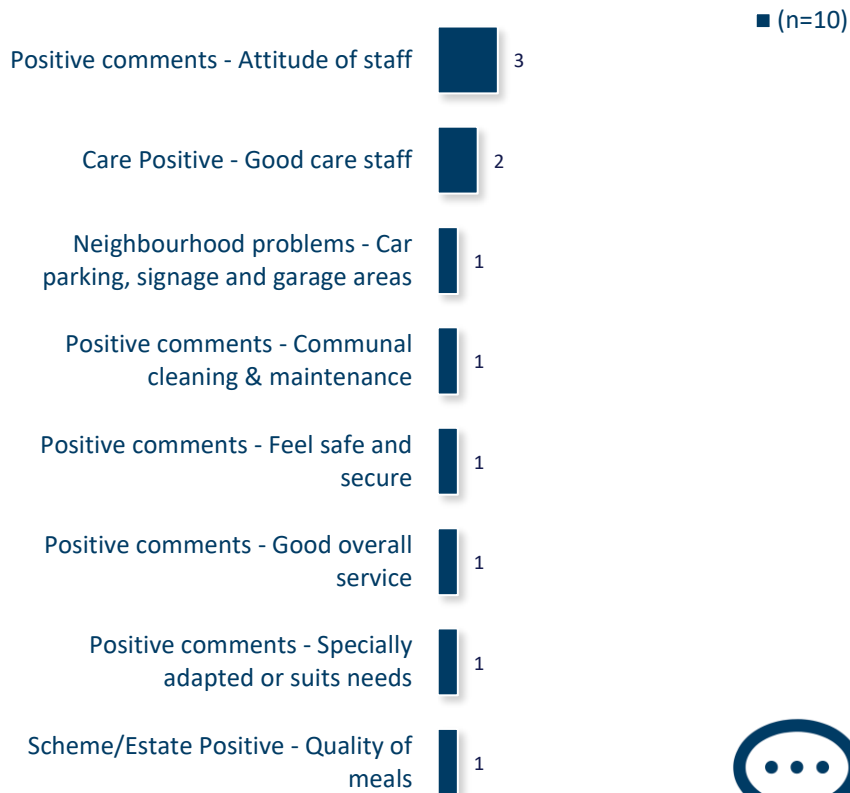 (n=10)
Positive comments - Attitude of staff
3
Care Positive - Good care staff
2
Neighbourhood problems - Car
parking, signage and garage areas
1
Positive comments - Communal
cleaning & maintenance
1
Positive comments - Feel safe and
secure
1
Positive comments - Good overall
service
1
Positive comments - Specially
adapted or suits needs
1
Scheme/Estate Positive - Quality of
meals
1